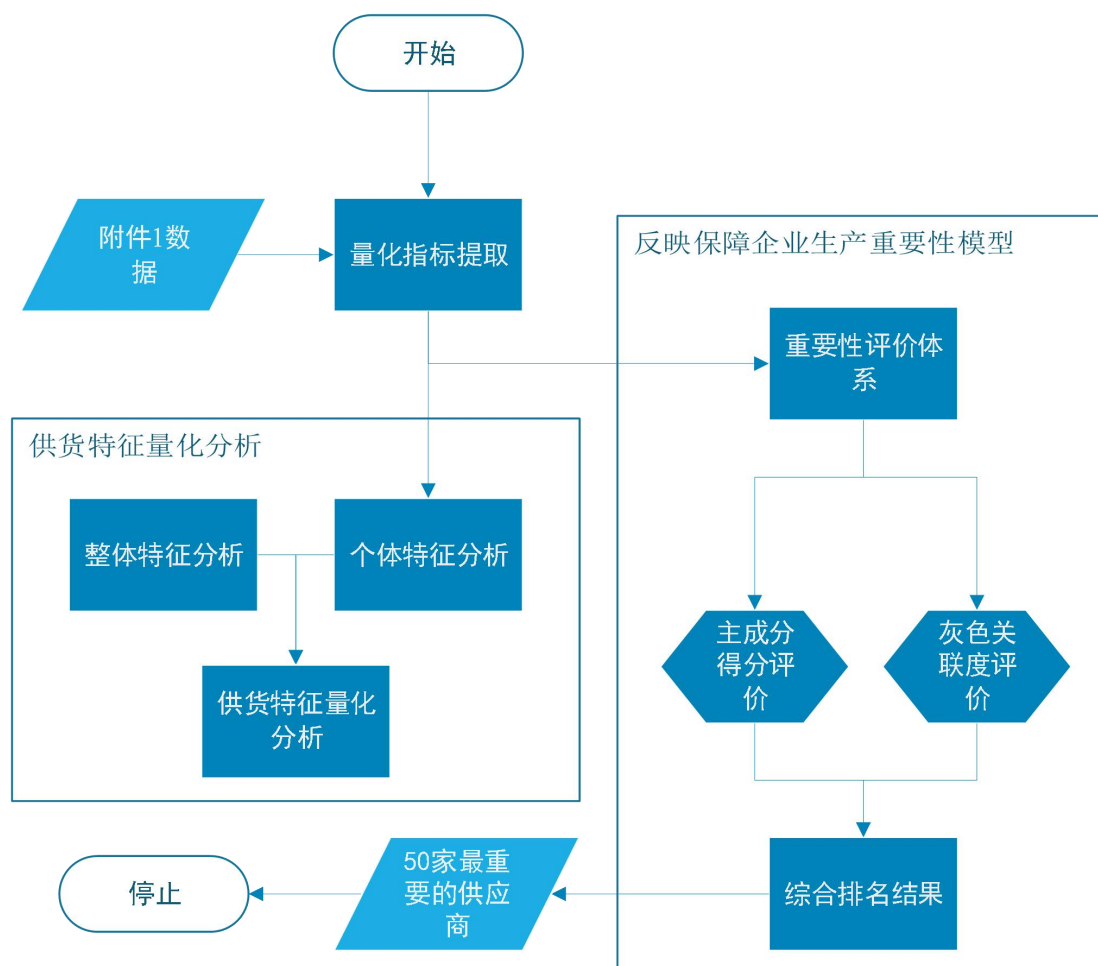 开始
附件1数
据
量化指标提取
反映保障企业生产重要性模型
重要性评价体
系
供货特征量化分析
整体特征分析
个体特征分析
供货特征量化
分析
主成分
得分评
价
灰色关
联度评
价
综合排名结果
50家最重
要的供应
商
停止